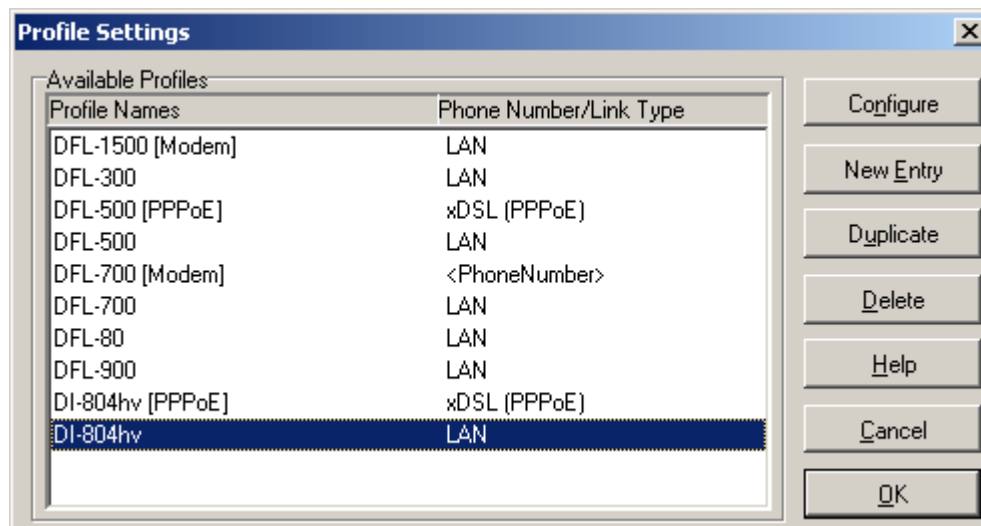 Profile Settings
Available Profiles
Profile Names Phone Number/Link Type
DFL-1500 [Modem] LAN
DFL-300 LAN
DFL-500 [PPPoE] xDSL (PPPoE)
DFL-500 LAN
DFL-700 [Modem] <PhoneNumber>
DFL-700 LAN
DFL-80 LAN
DFL-900 LAN
DI-804hv [PPPoE] xDSL (PPPoE)
DI-804hv LAN
Configure
New Entry
Duplicate
Delete
Help
Cancel
OK